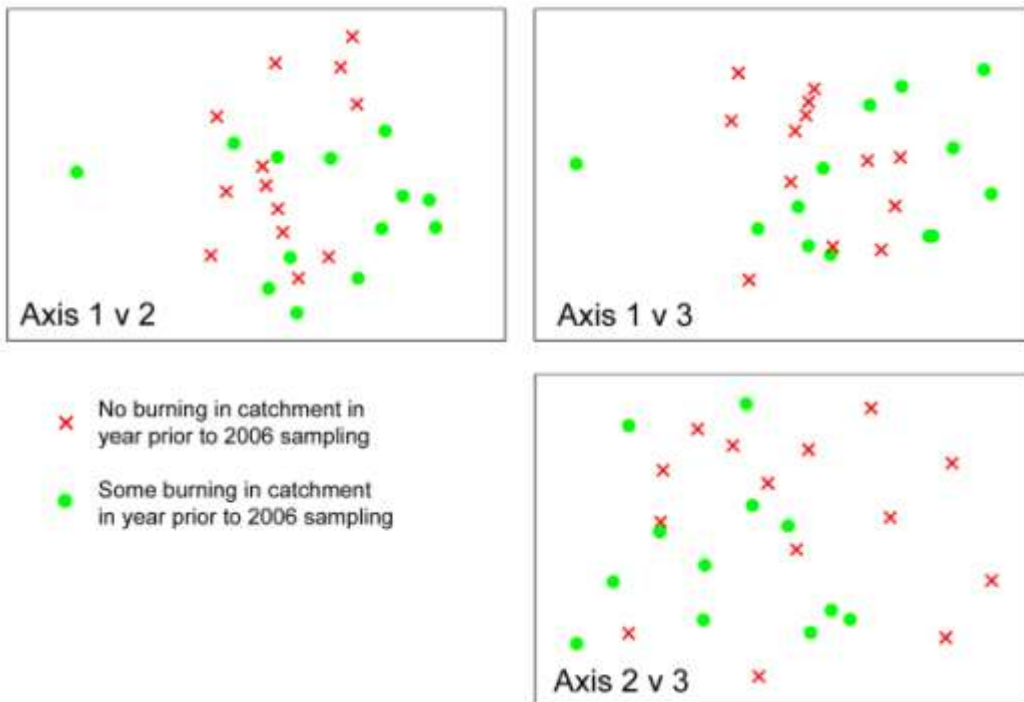 Axis 1 v 2
Axis 1 v 3
No burning in catchment in
year prior to 2006 sampling
Some burning in catchment
in year prior to 2006 sampling
Axis 2 v 3